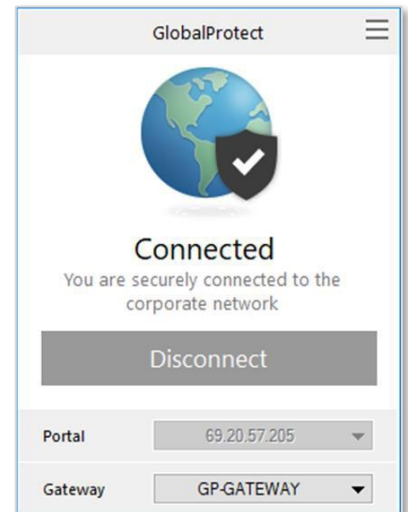 GlobalProtect
Connected
You are securely connected to the
corporate network
Disconnect
Portal 69.20.57.205
Gateway GP-GATEWAY